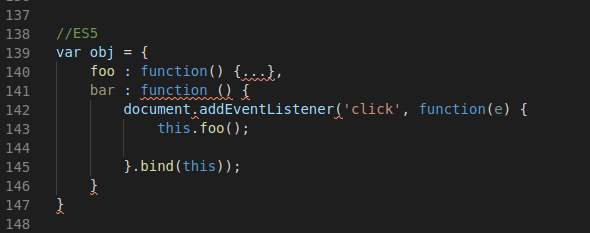 137
138 //ES5
139 var obj = {
140 foo : function() {...},
141 bar : function () {
142 document.addEventListener('click', function(e) {
143 this.foo();
144
145 }.bind(this));
146 }
147 }
148